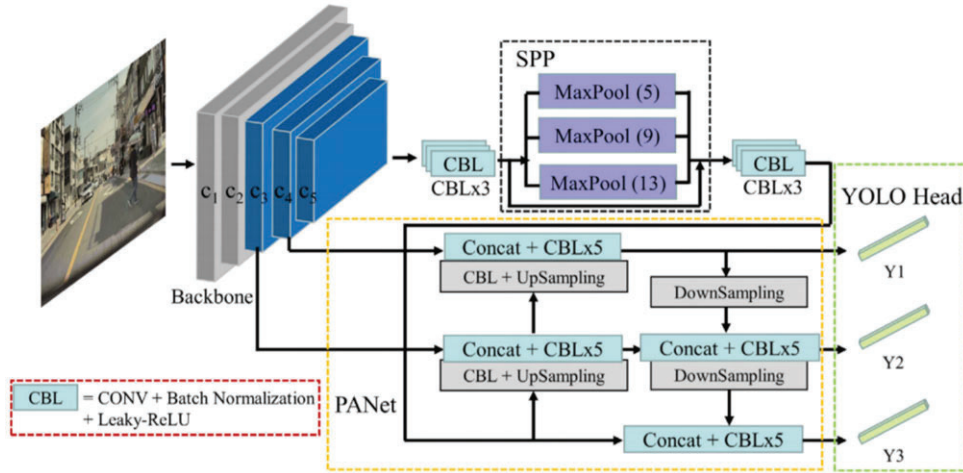 SPP
MaxPool (5)
MaxPool (9)
MaxPool (13)
CBL
CBLx3
CBL
CBLx3
c1
c2
c3
c4
c5
Backbone
YOLO Head
Concat + CBLx5
CBL + UpSampling
DownSampling
Y1
Concat + CBLx5
CBL + UpSampling
Concat + CBLx5
DownSampling
Y2
PANet
Concat + CBLx5
Y3
CBL
= CONV + Batch Normalization
+ Leaky-ReLU